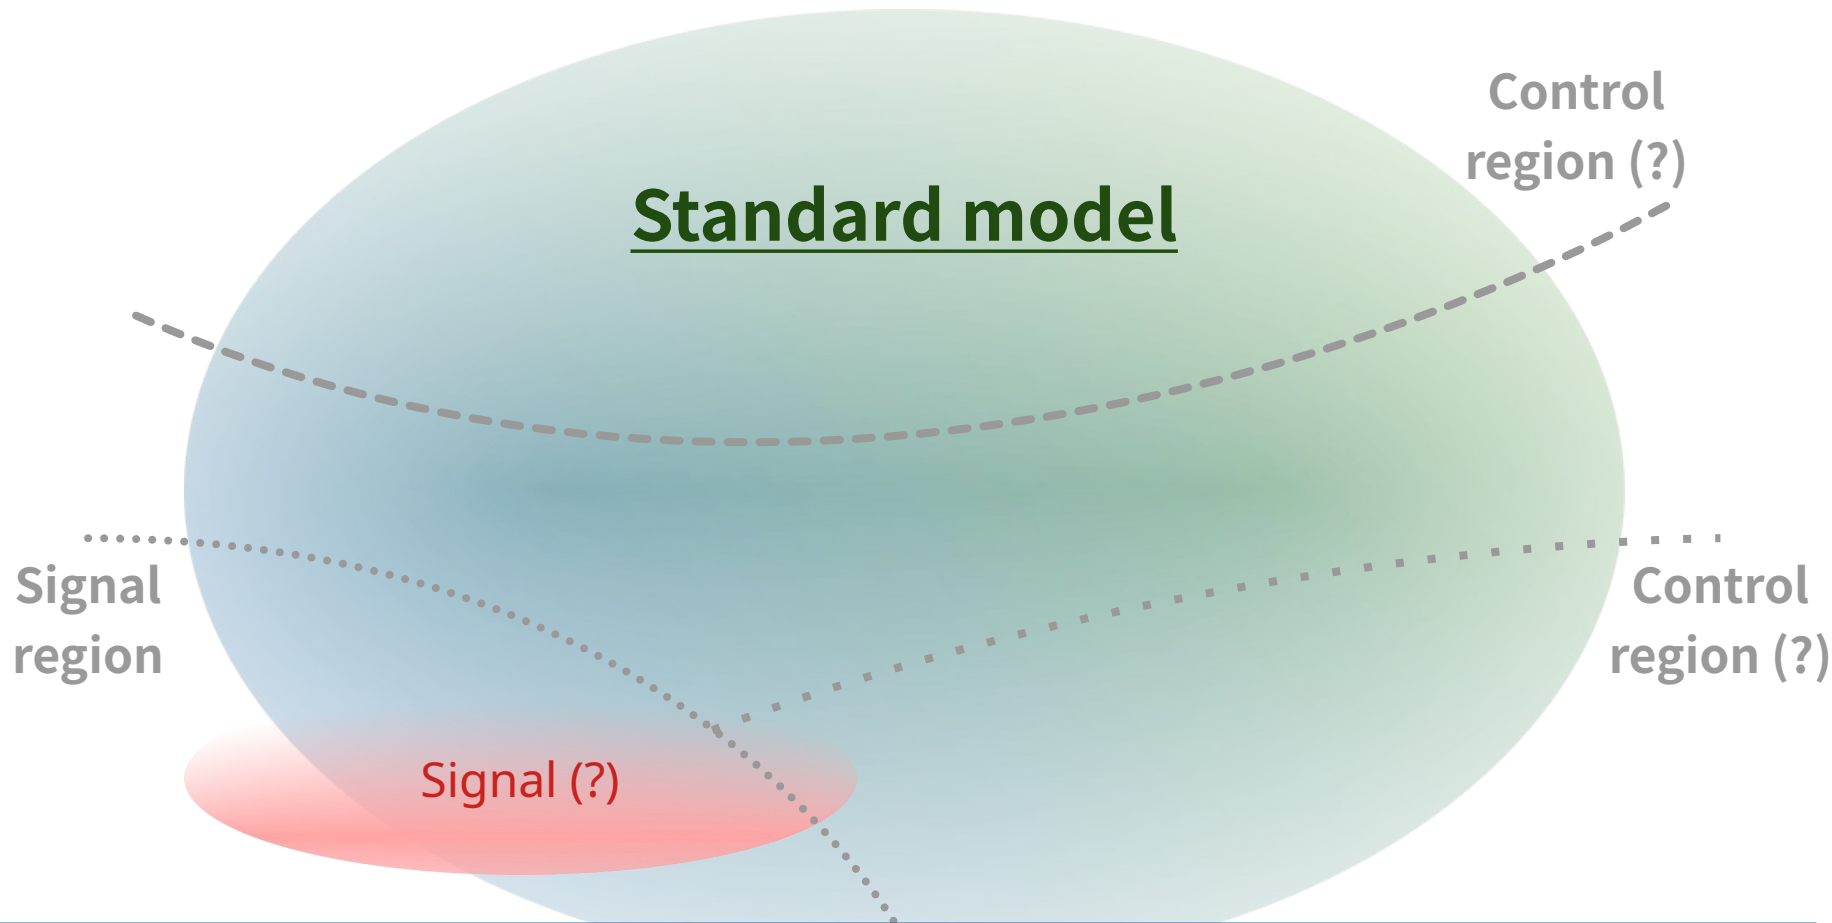 Control
region (?)
Standard model
Signal
region
Control
region (?)
Signal (?)